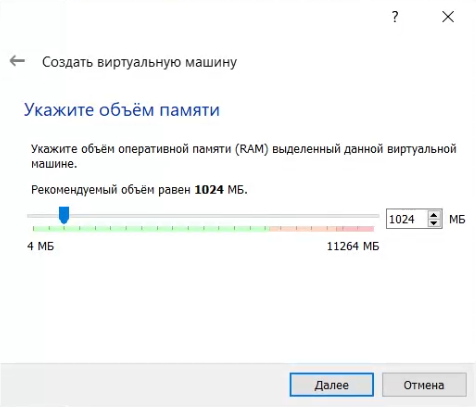 ?
Создать виртуальную машину
Укажите объём памяти
Укажите объём оперативной памяти (RAM) выделенный данной виртуальной
машине.
Рекомендуемый объём равен 1024 МБ.
1024 МБ
4 МБ 11264 МБ
Далее Отмена